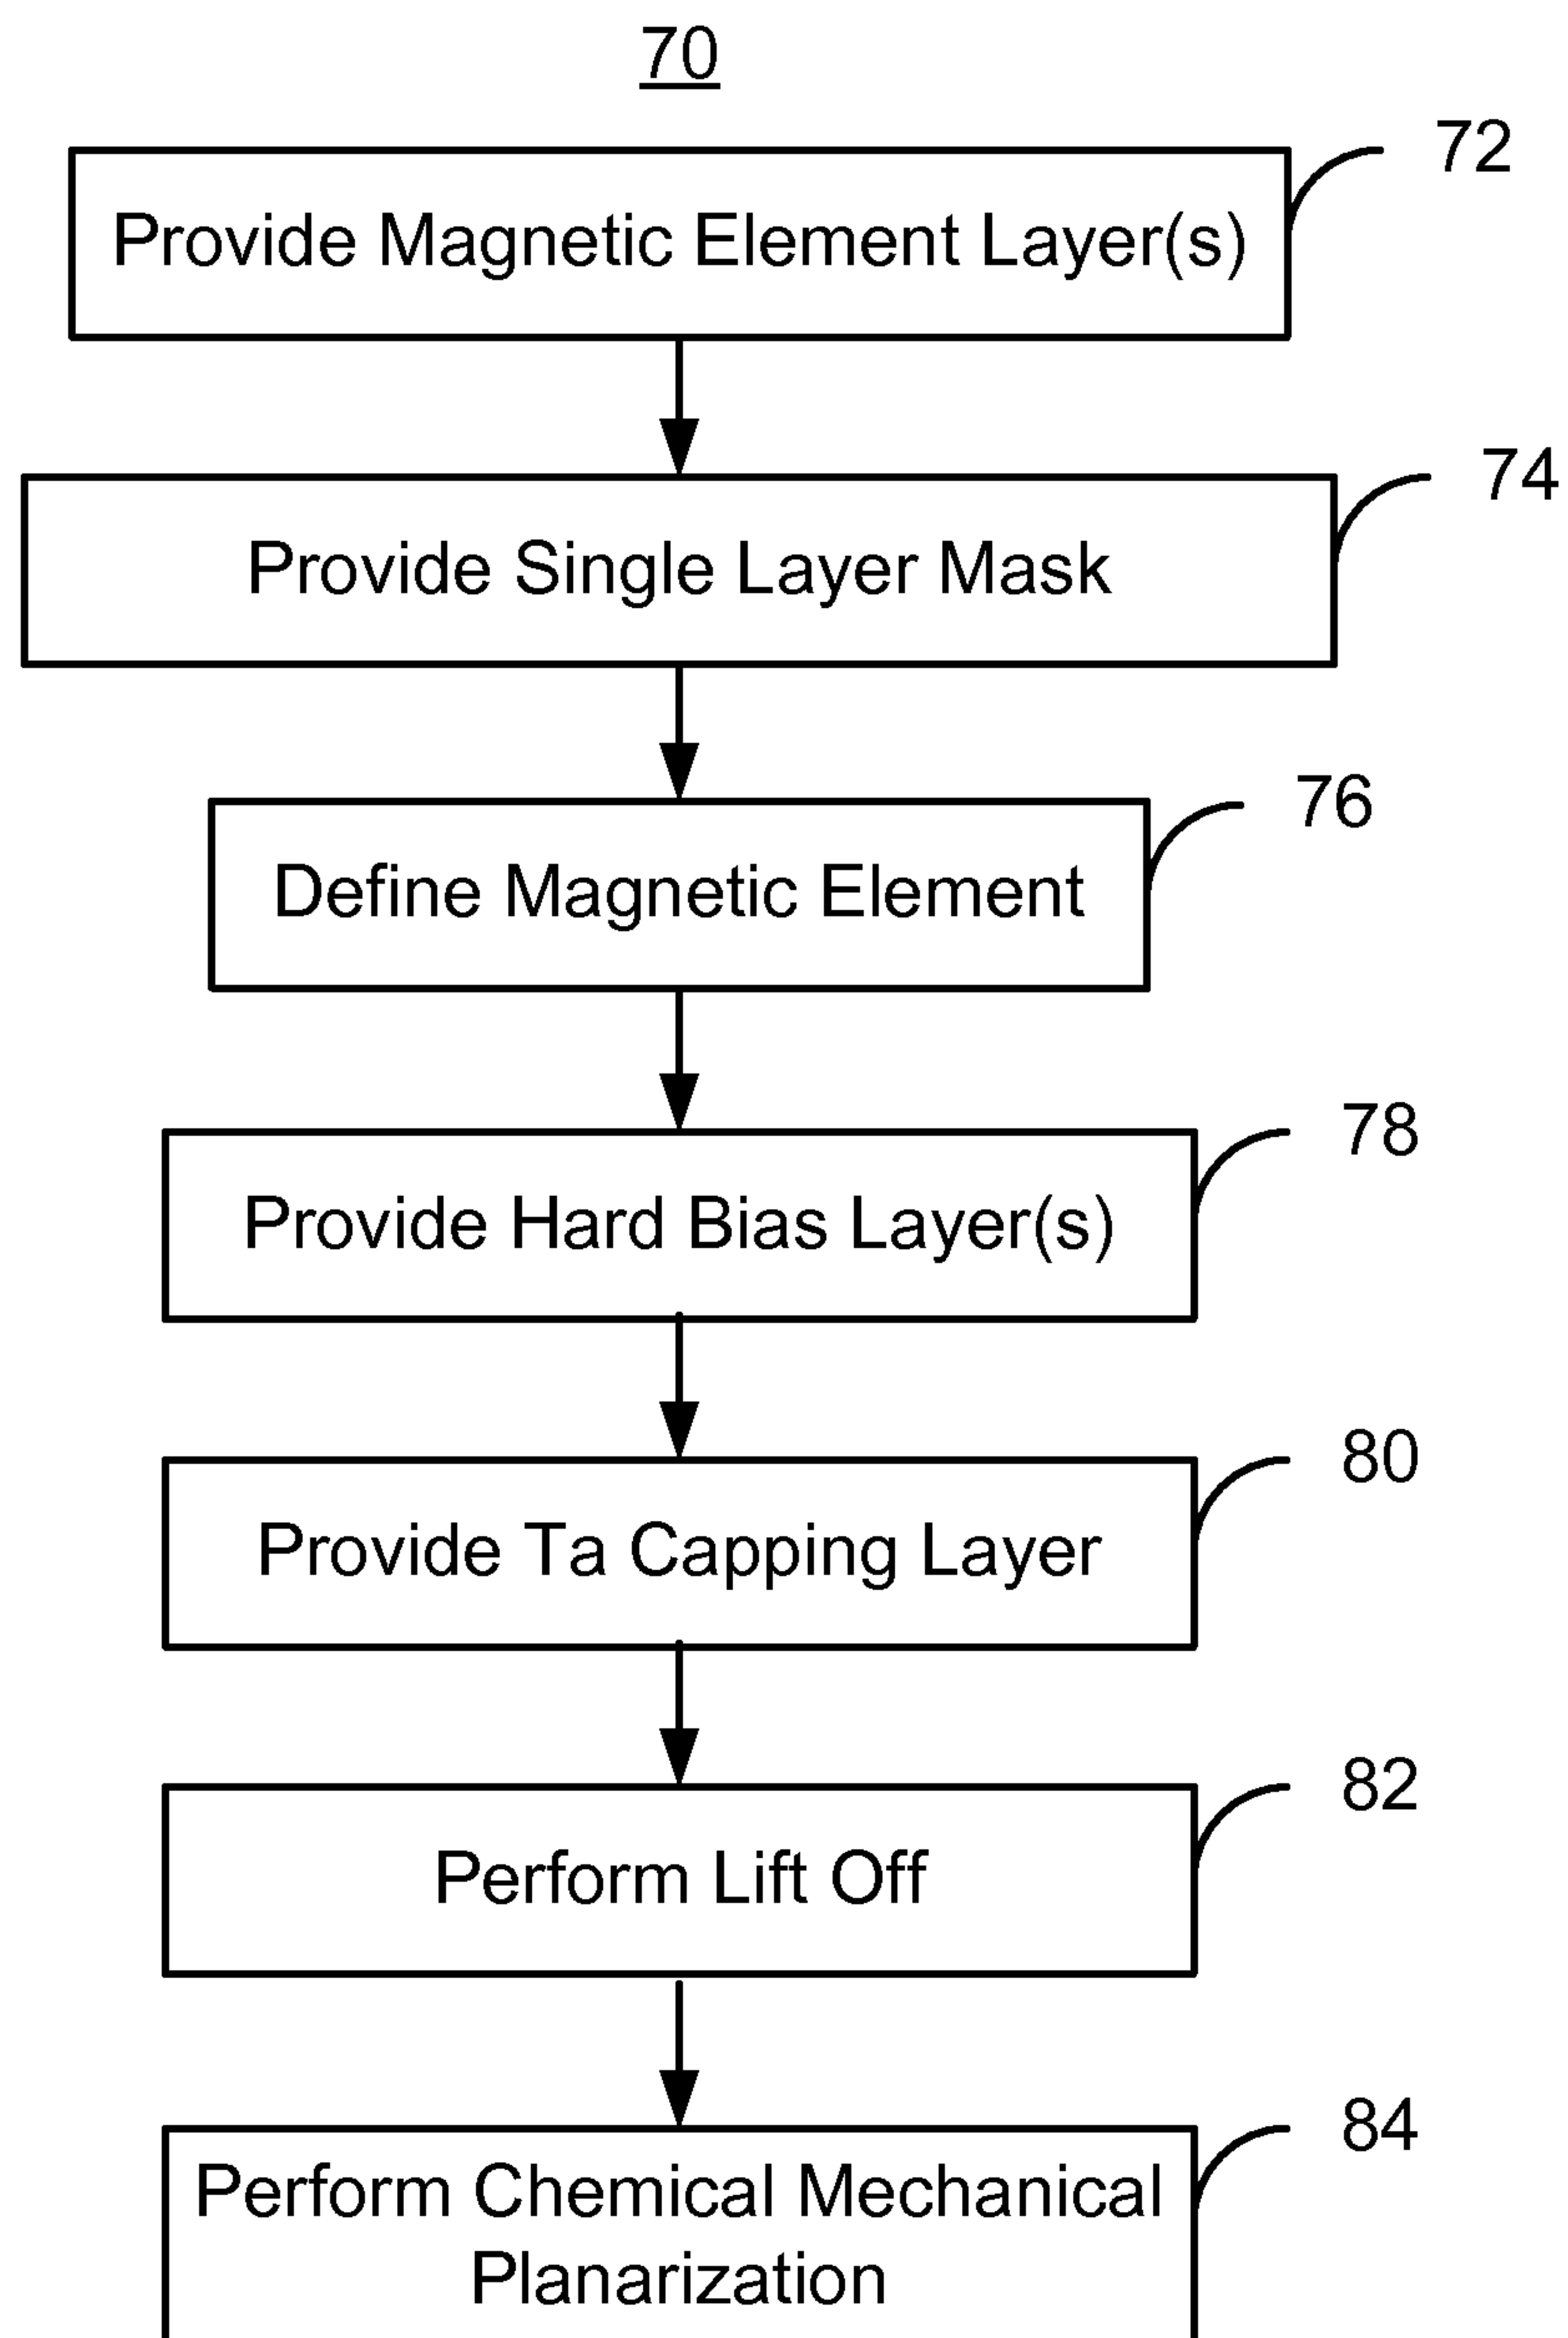 70
72
Provide Magnetic Element Layer(s)
74
Provide Single Layer Mask
76
Define Magnetic Element
78
Provide Hard Bias Layer(s)
80
Provide Ta Capping Layer
82
Perform Lift Off
84
Perform Chemical Mechanical
Planarization